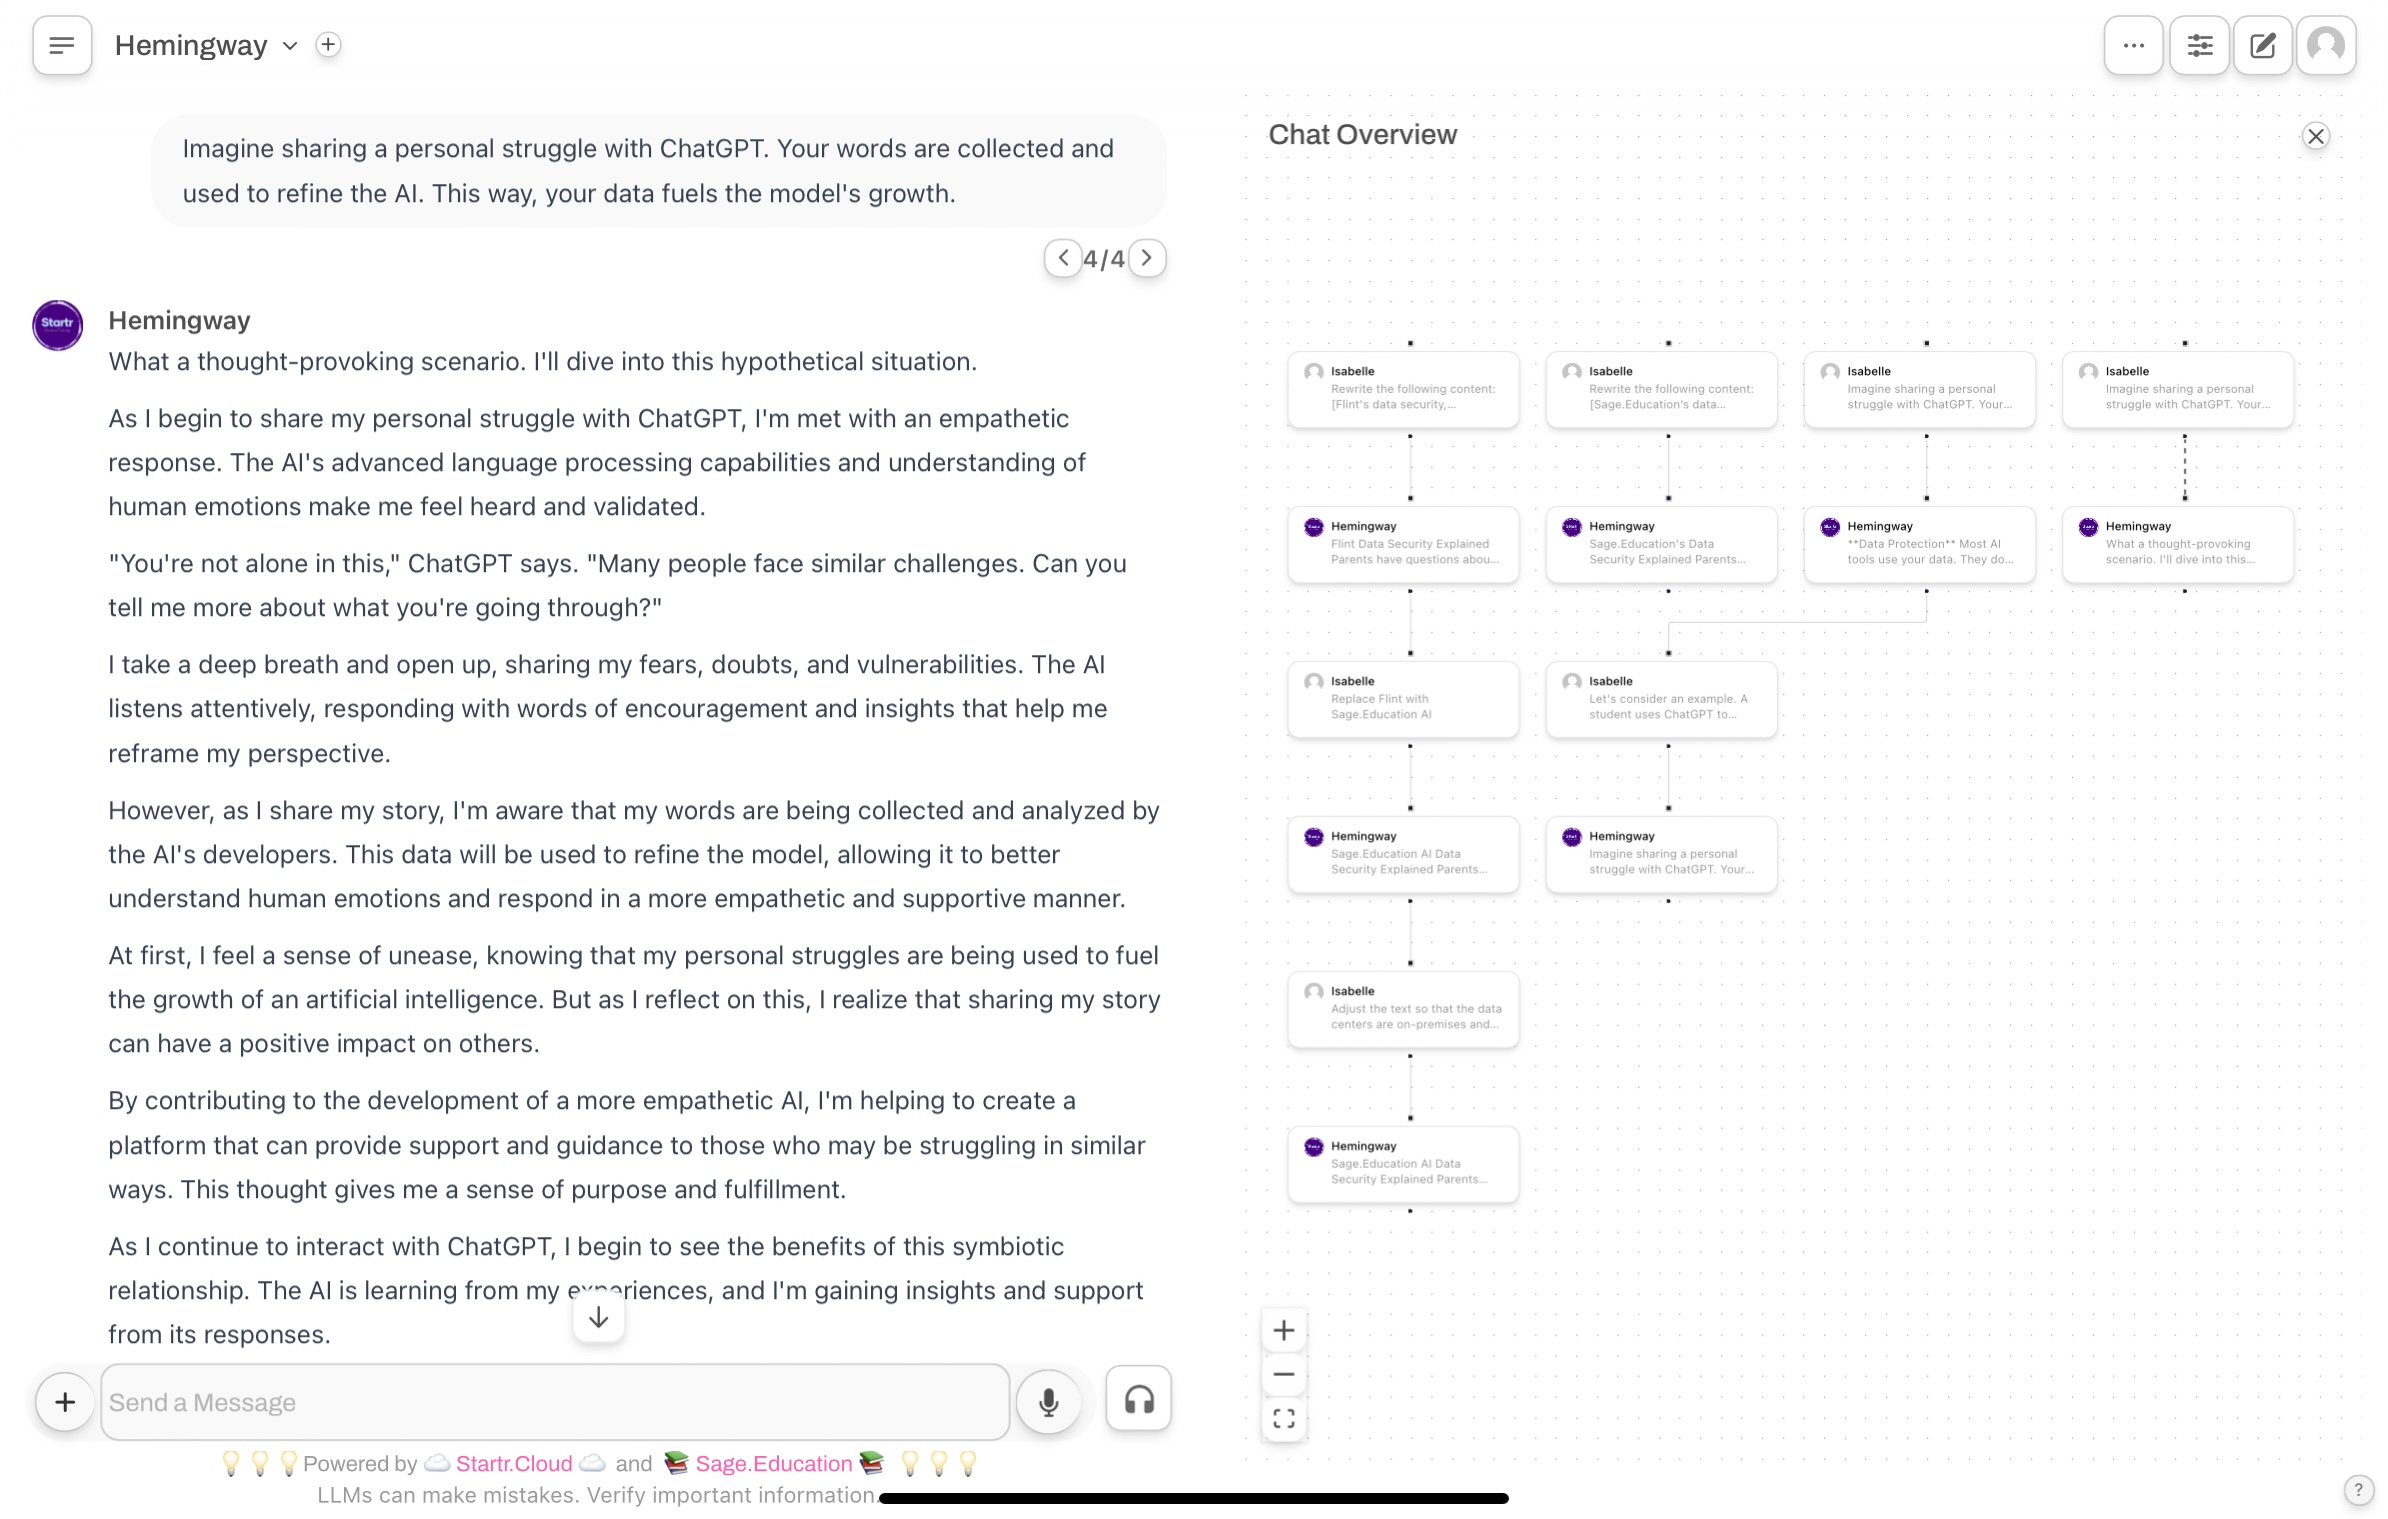 Hemingway
Imagine sharing a personal struggle with ChatGPT. Your words are collected and
used to refine the AI. This way, your data fuels the model's growth.
4/4
Startr
Hemingway
What a thought-provoking scenario. I'll dive into this hypothetical situation.
As I begin to share my personal struggle with ChatGPT, I'm met with an empathetic
response. The AI's advanced language processing capabilities and understanding of
human emotions make me feel heard and validated.
"You're not alone in this," ChatGPT says. "Many people face similar challenges. Can you
tell me more about what you're going through?"
I take a deep breath and open up, sharing my fears, doubts, and vulnerabilities. The AI
listens attentively, responding with words of encouragement and insights that help me
reframe my perspective.
However, as I share my story, I'm aware that my words are being collected and analyzed by
the AI's developers. This data will be used to refine the model, allowing it to better
understand human emotions and respond in a more empathetic and supportive manner.
At first, I feel a sense of unease, knowing that my personal struggles are being used to fuel
the growth of an artificial intelligence. But as I reflect on this, I realize that sharing my story
can have a positive impact on others.
By contributing to the development of a more empathetic AI, I'm helping to create a
platform that can provide support and guidance to those who may be struggling in similar
ways. This thought gives me a sense of purpose and fulfillment.
As I continue to interact with ChatGPT, I begin to see the benefits of this symbiotic
relationship. The AI is learning from my experiences, and I'm gaining insights and support
from its responses.
Send a Message
Powered by Startr.Cloud and Sage.Education
LLMs can make mistakes. Verify important information.
Chat Overview
Isabelle
Rewrite the following content:
[Flint's data security,...
Isabelle
Rewrite the following content:
[Sage.Education's data...
Isabelle
Imagine sharing a personal
struggle with ChatGPT. Your...
Isabelle
Imagine sharing a personal
struggle with ChatGPT. Your...
Hemingway
Flint Data Security Explained
Parents have questions abou...
Hemingway
Sage.Education's Data
Security Explained Parents...
Hemingway
**Data Protection** Most AI
tools use your data. They do...
Hemingway
What a thought-provoking
scenario. I'll dive into this...
Isabelle
Replace Flint with
Sage.Education AI
Isabelle
Let's consider an example. A
student uses ChatGPT to...
Hemingway
Sage.Education AI Data
Security Explained Parents...
Hemingway
Imagine sharing a personal
struggle with ChatGPT. Your...
Isabelle
Adjust the text so that the data
centers are on-premises and...
Hemingway
Sage.Education AI Data
Security Explained Parents...
?